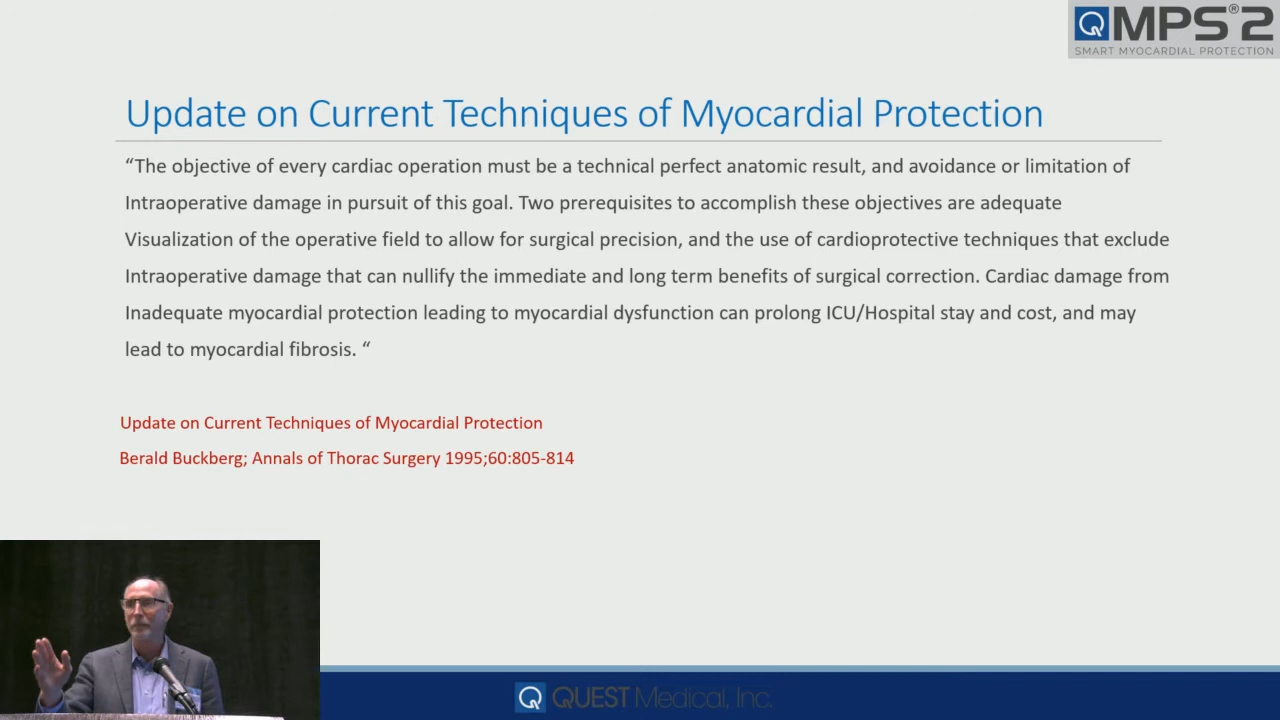 QMPS®2
SMART MYOCARDIAL PROTECTION
Update on Current Techniques of Myocardial Protection
“The objective of every cardiac operation must be a technical perfect anatomic result, and avoidance or limitation of
Intraoperative damage in pursuit of this goal. Two prerequisites to accomplish these objectives are adequate
Visualization of the operative field to allow for surgical precision, and the use of cardioprotective techniques that exclude
Intraoperative damage that can nullify the immediate and long term benefits of surgical correction. Cardiac damage from
Inadequate myocardial protection leading to myocardial dysfunction can prolong ICU/Hospital stay and cost, and may
lead to myocardial fibrosis. “
Update on Current Techniques of Myocardial Protection
Berald Buckberg; Annals of Thorac Surgery 1995;60:805-814
Q QUEST Medical, Inc.